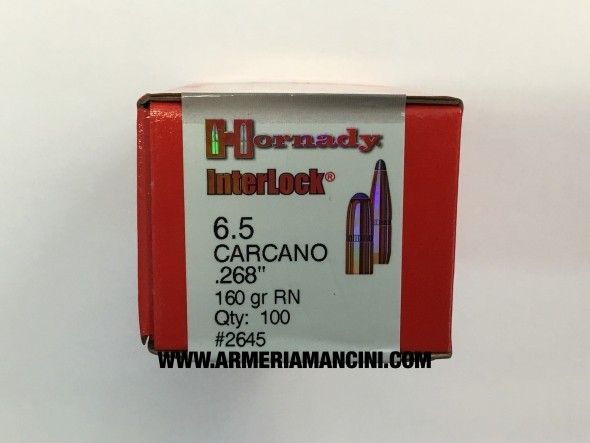 Hornady
InterLock®
6.5
CARCANO
.268"
160 gr RN
Qty: 100
#2645
WWW.ARMERIAMANCINI.COM